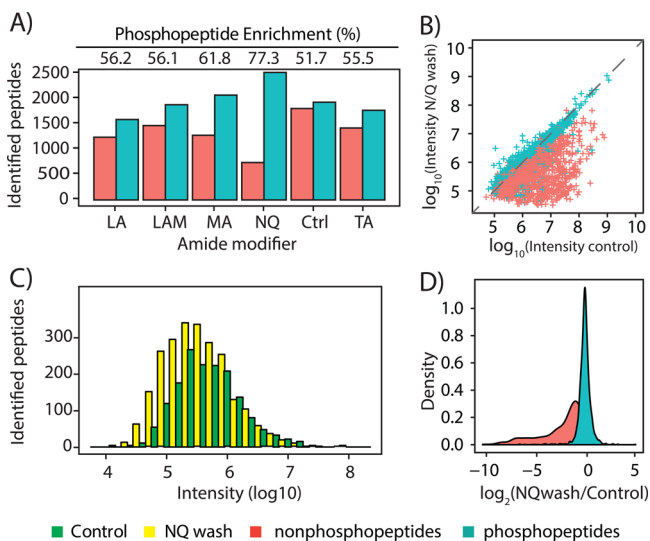 A)
Phosphopeptide Enrichment (%)
56.2 56.1 61.8 77.3 51.7 55.5
Identified peptides
2500
2000
1500
1000
500
0
LA LAM MA NQ Ctrl TA
Amide modifier
B)
log10(Intensity N/Q wash)
10
9
8
7
6
5
5 6 7 8 9 10
log10(Intensity control)
C)
Identified peptides
300
200
100
0
4 5 6 7 8
Intensity (log10)
D)
Density
1.0
0.8
0.6
0.4
0.2
0.0
−10 −5 0 5
log2(NQwash/Control)
Control NQ wash nonphosphopeptides phosphopeptides